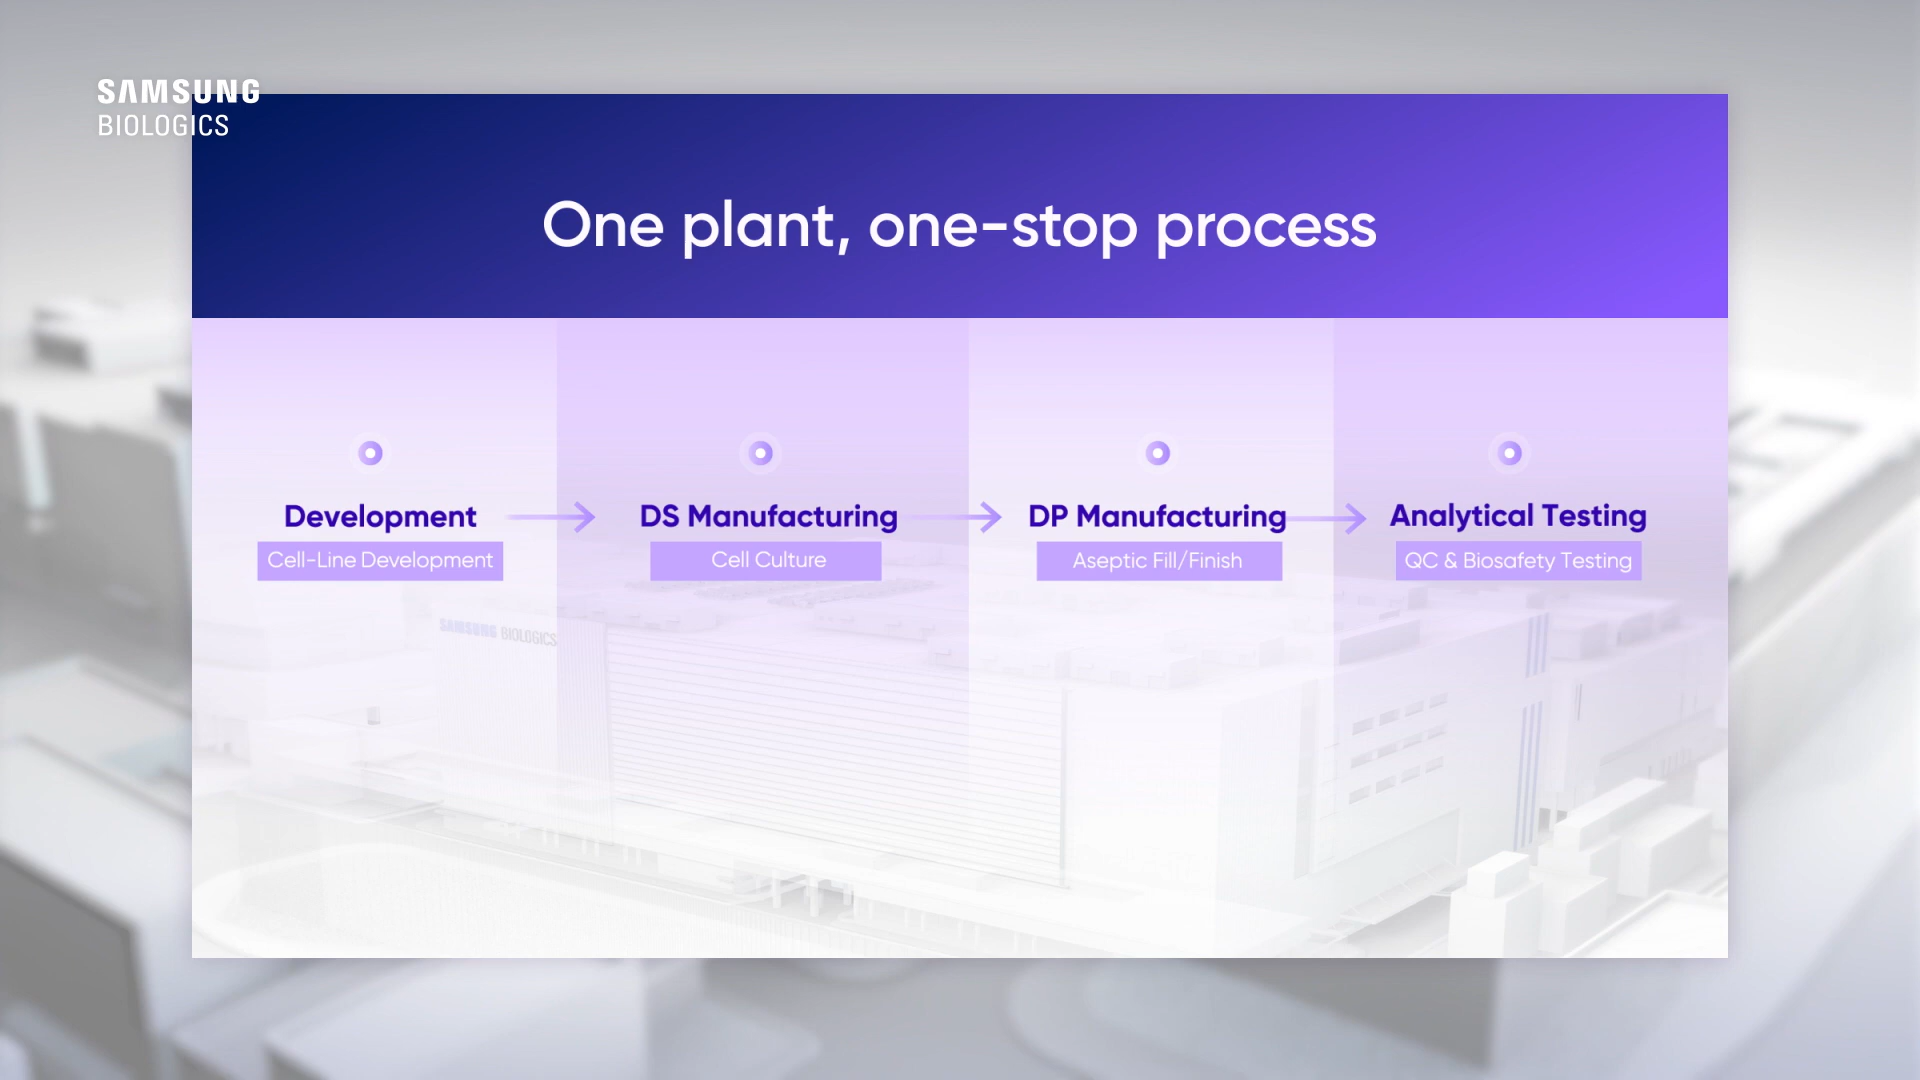 SAMSUNG
BIOLOGICS
One plant, one-stop process
Development
Cell-Line Development
DS Manufacturing
Cell Culture
DP Manufacturing
Aseptic Fill/Finish
Analytical Testing
QC & Biosafety Testing
SAMSUNG BIOLOGICS